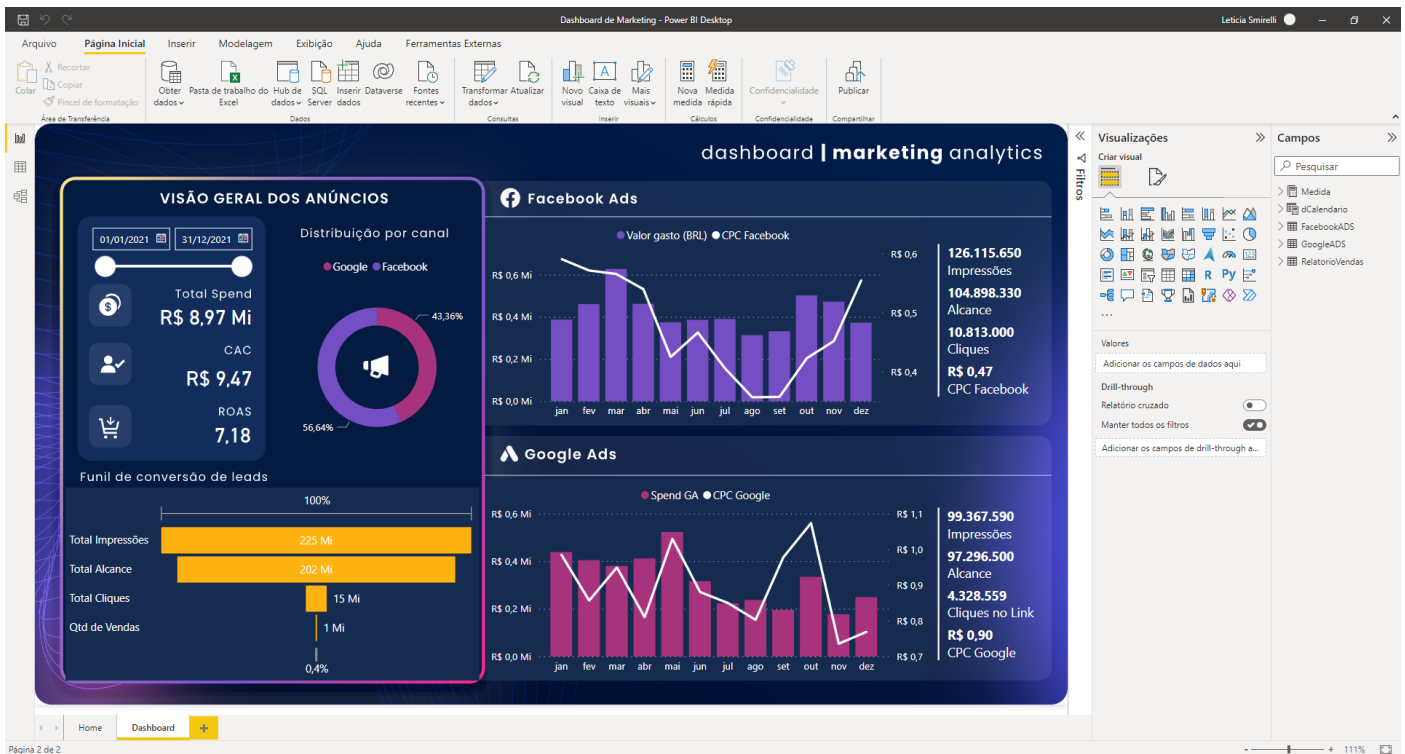 Dashboard de Marketing - Power BI Desktop
Leticia Smirelli
Arquivo Página Inicial Inserir Modelagem Exibição Ajuda Ferramentas Externas
Colar
Recortar
Copiar
Pincel de formatação
Área de Transferência
Obter dados
Pasta de trabalho do Excel
Hub de dados
SQL Server
Inserir dados
Dataverse
Fontes recentes
Dados
Transformar dados
Atualizar
Consultas
Novo visual
Caixa de texto
Mais visuais
Inserir
Nova medida
Medida rápida
Cálculos
Confidencialidade
Confidencialidade
Publicar
Compartilhar
dashboard | marketing analytics
VISÃO GERAL DOS ANÚNCIOS
01/01/2021 31/12/2021
Total Spend
R$ 8,97 Mi
CAC
R$ 9,47
ROAS
7,18
Distribuição por canal
Google Facebook
43,36%
56,64%
Funil de conversão de leads
100%
Total Impressões 225 Mi
Total Alcance 202 Mi
Total Cliques 15 Mi
Qtd de Vendas 1 Mi
0,4%
Facebook Ads
Valor gasto (BRL) CPC Facebook
R$ 0,6 Mi
R$ 0,4 Mi
R$ 0,2 Mi
R$ 0,0 Mi
R$ 0,6
R$ 0,5
R$ 0,4
jan fev mar abr mai jun jul ago set out nov dez
126.115.650
Impressões
104.898.330
Alcance
10.813.000
Cliques
R$ 0,47
CPC Facebook
Google Ads
Spend GA CPC Google
R$ 0,6 Mi
R$ 0,4 Mi
R$ 0,2 Mi
R$ 0,0 Mi
R$ 1,1
R$ 1,0
R$ 0,9
R$ 0,8
R$ 0,7
jan fev mar abr mai jun jul ago set out nov dez
99.367.590
Impressões
97.296.500
Alcance
4.328.559
Cliques no Link
R$ 0,90
CPC Google
Filtros
Visualizações
Criar visual
R Py
123
...
Valores
Adicionar os campos de dados aqui
Drill-through
Relatório cruzado
Manter todos os filtros
Adicionar os campos de drill-through a...
Campos
Pesquisar
Medida
dCalendario
FacebookADS
GoogleADS
RelatorioVendas
Home Dashboard +
Página 2 de 2
- + 111%